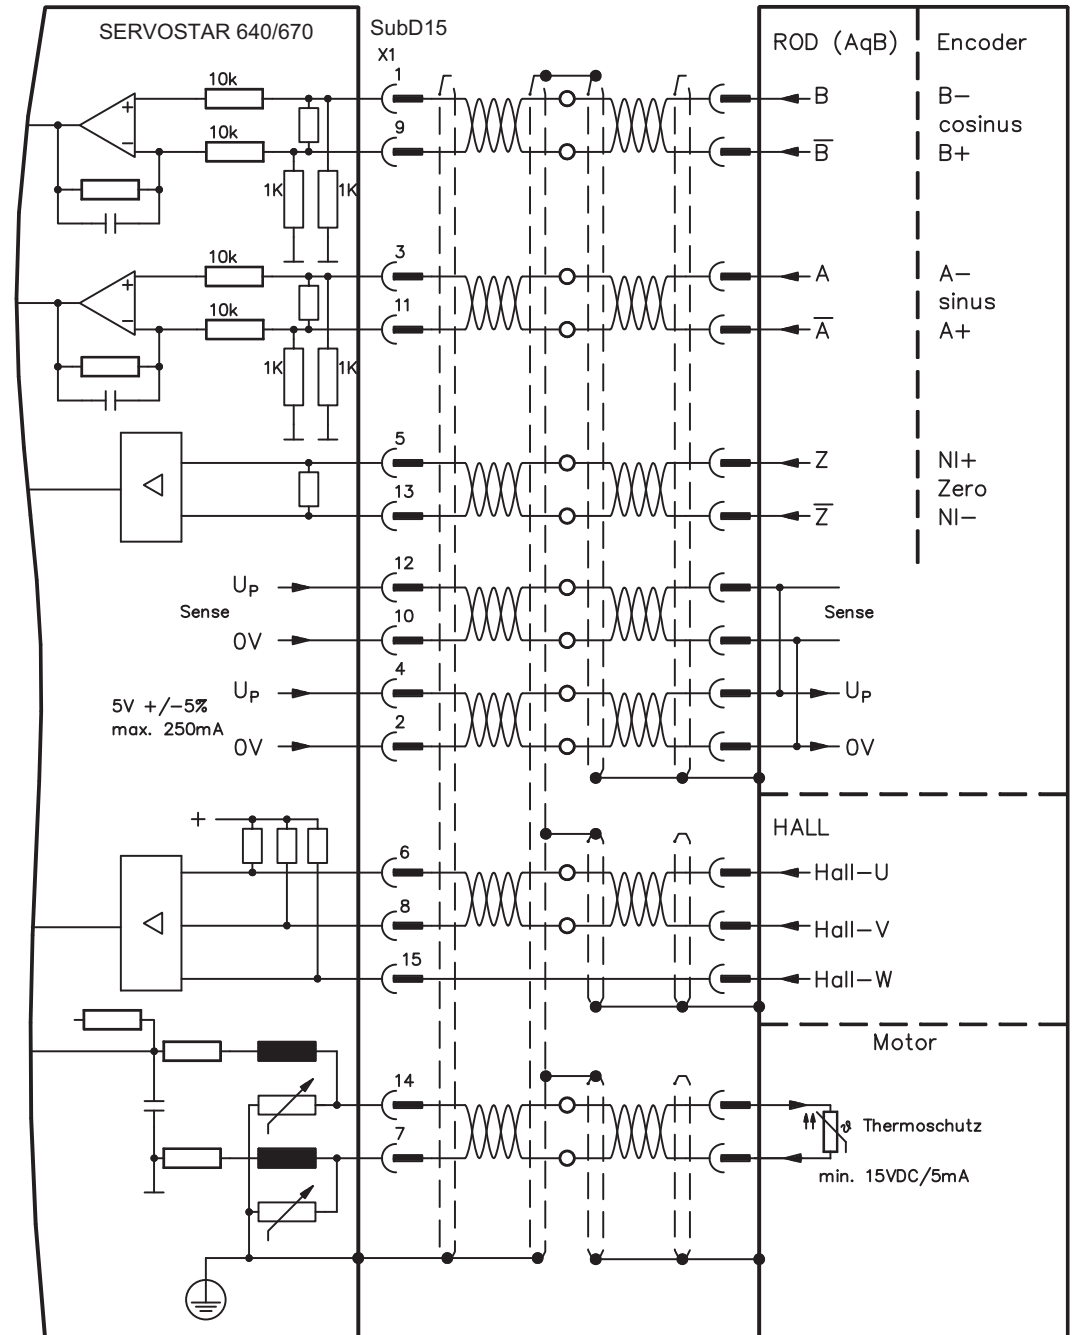 SERVOSTAR 640/670
SubD15
X1
ROD (AqB)
Encoder
10k
1
B
B−
cosinus
10k
9
B̅
B+
1K
1K
10k
3
A
A−
sinus
10k
11
A̅
A+
1K
1K
5
Z
NI+
Zero
13
Z̅
NI−
UP
12
Sense
Sense
0V
10
UP
4
UP
5V +/−5%
max. 250mA
0V
2
0V
+
HALL
6
Hall−U
8
Hall−V
15
Hall−W
Motor
14
ϑ Thermoschutz
7
min. 15VDC/5mA